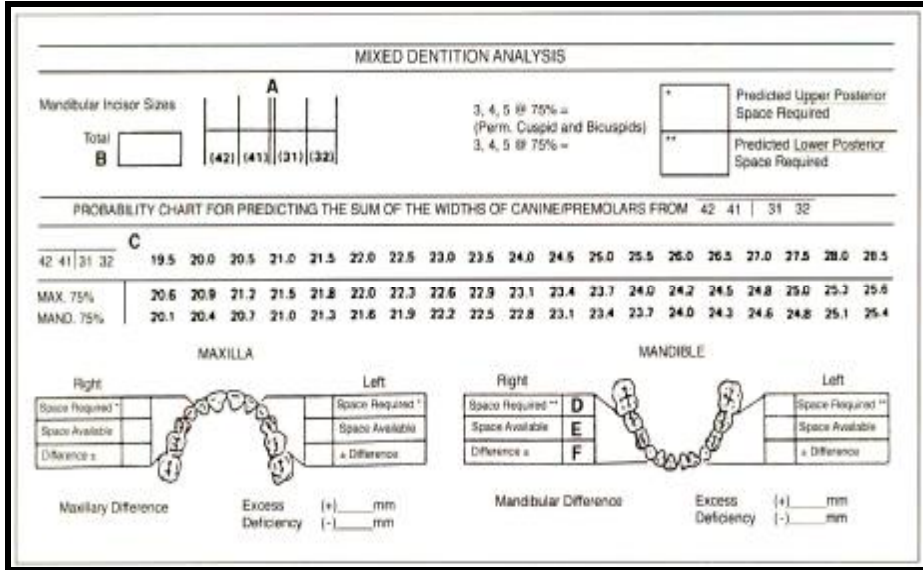 MIXED DENTITION ANALYSIS
A
Mandibular Incisor Sizes
Total
B
(42) (41) (31) (32)
3, 4, 5 @ 75% =
(Perm. Cuspid and Bicuspids)
3, 4, 5 @ 75% =
* Predicted Upper Posterior
Space Required
** Predicted Lower Posterior
Space Required
PROBABILITY CHART FOR PREDICTING THE SUM OF THE WIDTHS OF CANINE/PREMOLARS FROM 42 41 | 31 32
C
42 41|31 32 19.5 20.0 20.5 21.0 21.5 22.0 22.5 23.0 23.5 24.0 24.5 25.0 25.5 26.0 26.5 27.0 27.5 28.0 28.5
MAX. 75% 20.6 20.9 21.2 21.5 21.8 22.0 22.3 22.6 22.9 23.1 23.4 23.7 24.0 24.2 24.5 24.8 25.0 25.3 25.6
MAND. 75% 20.1 20.4 20.7 21.0 21.3 21.6 21.9 22.2 22.5 22.8 23.1 23.4 23.7 24.0 24.3 24.6 24.8 25.1 25.4
MAXILLA
Right
Left
Space Required *
Space Available
Difference ±
Space Required *
Space Available
± Difference
Maxillary Difference
Excess (+)____mm
Deficiency (-)____mm
MANDIBLE
Right
Left
Space Required ** D
Space Available E
Difference ± F
Space Required **
Space Available
± Difference
Mandibular Difference
Excess (+)____mm
Deficiency (-)____mm